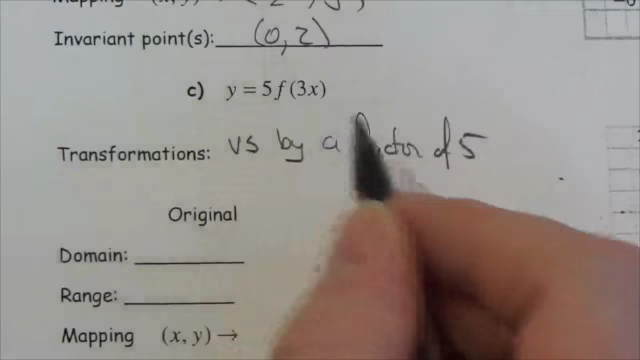 Invariant point(s): (0, 2)
c) y = 5f(3x)
Transformations: vs by a factor of 5
Original
Domain:
Range:
Mapping (x, y) →